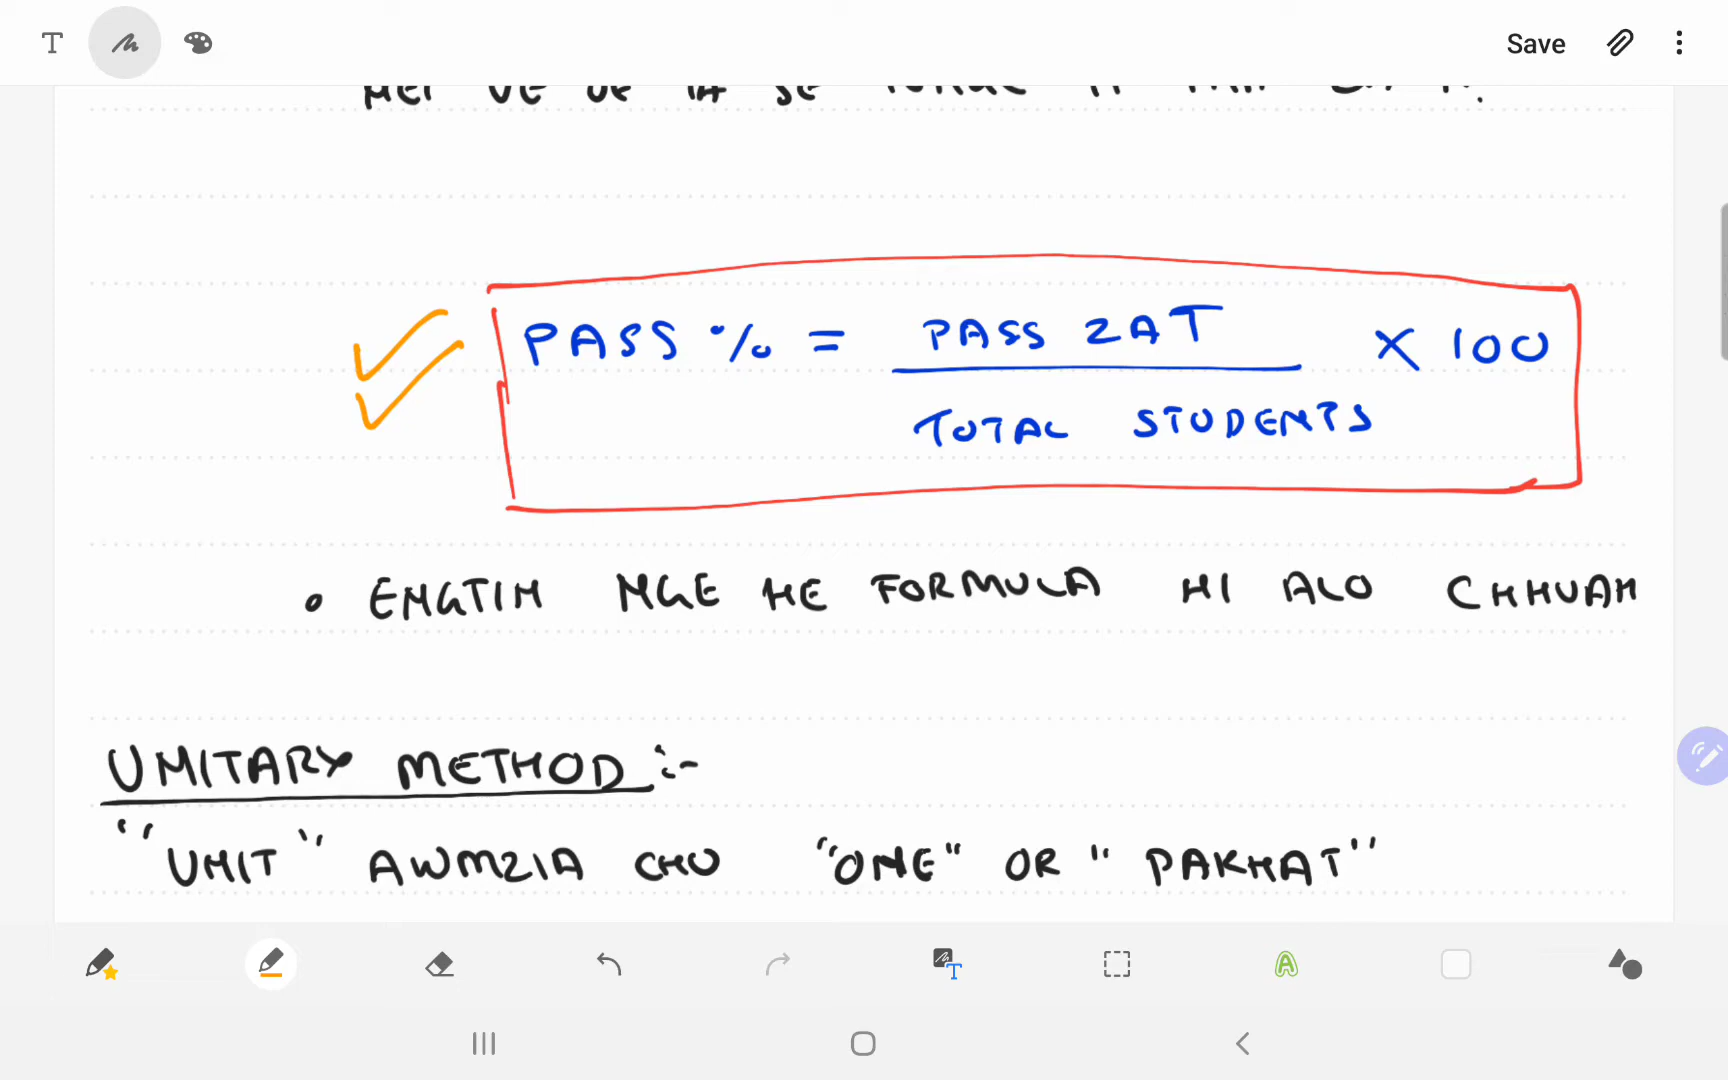 Save
PASS % = PASS ZAT × 100
TOTAL STUDENTS
• ENGTIN NGE HE FORMULA HI ALO CHHUAH
UNITARY METHOD :-
"UNIT" AWMZIA CHU "ONE" OR "PAKHAT"